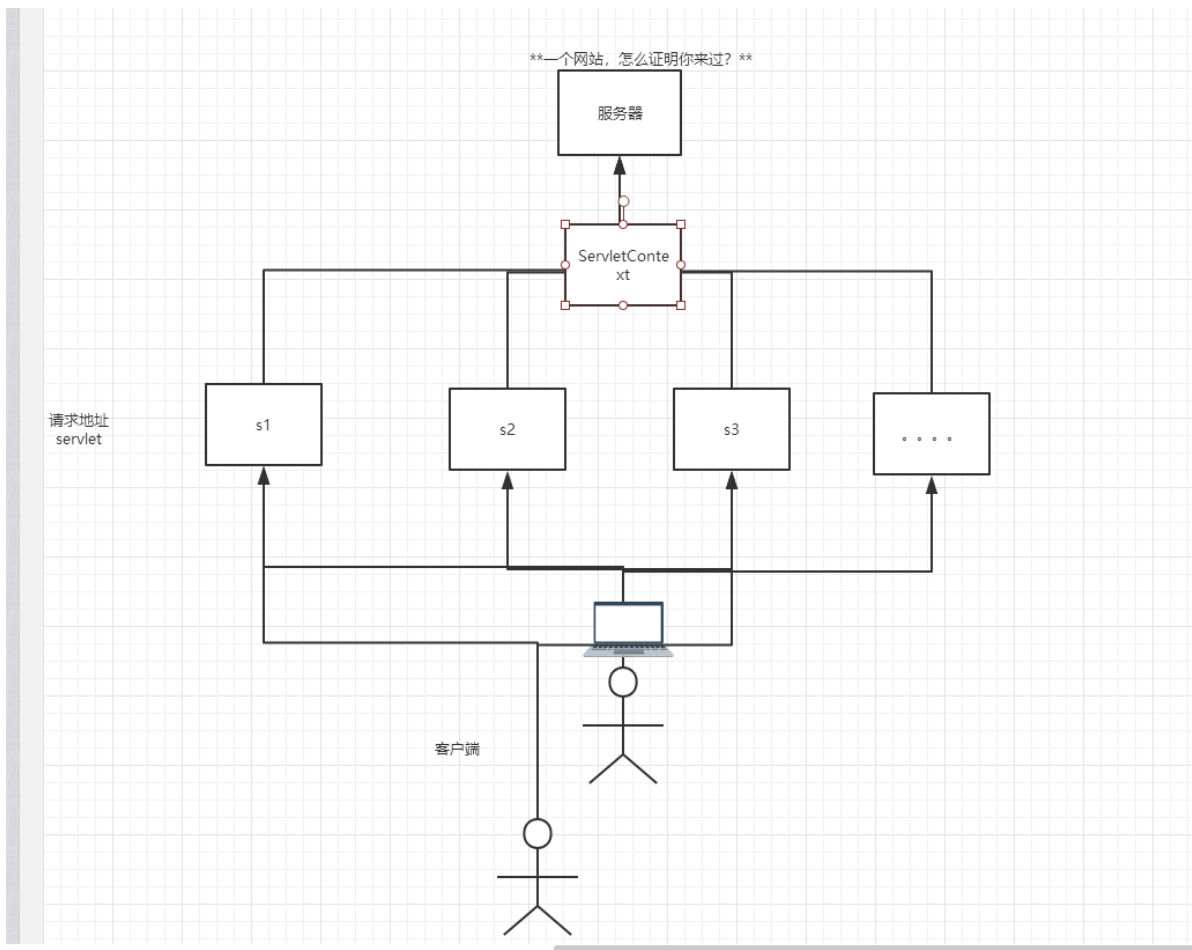 **一个网站，怎么证明你来过？**
服务器
ServletConte
xt
请求地址
servlet
s1
s2
s3
。。。。
客户端